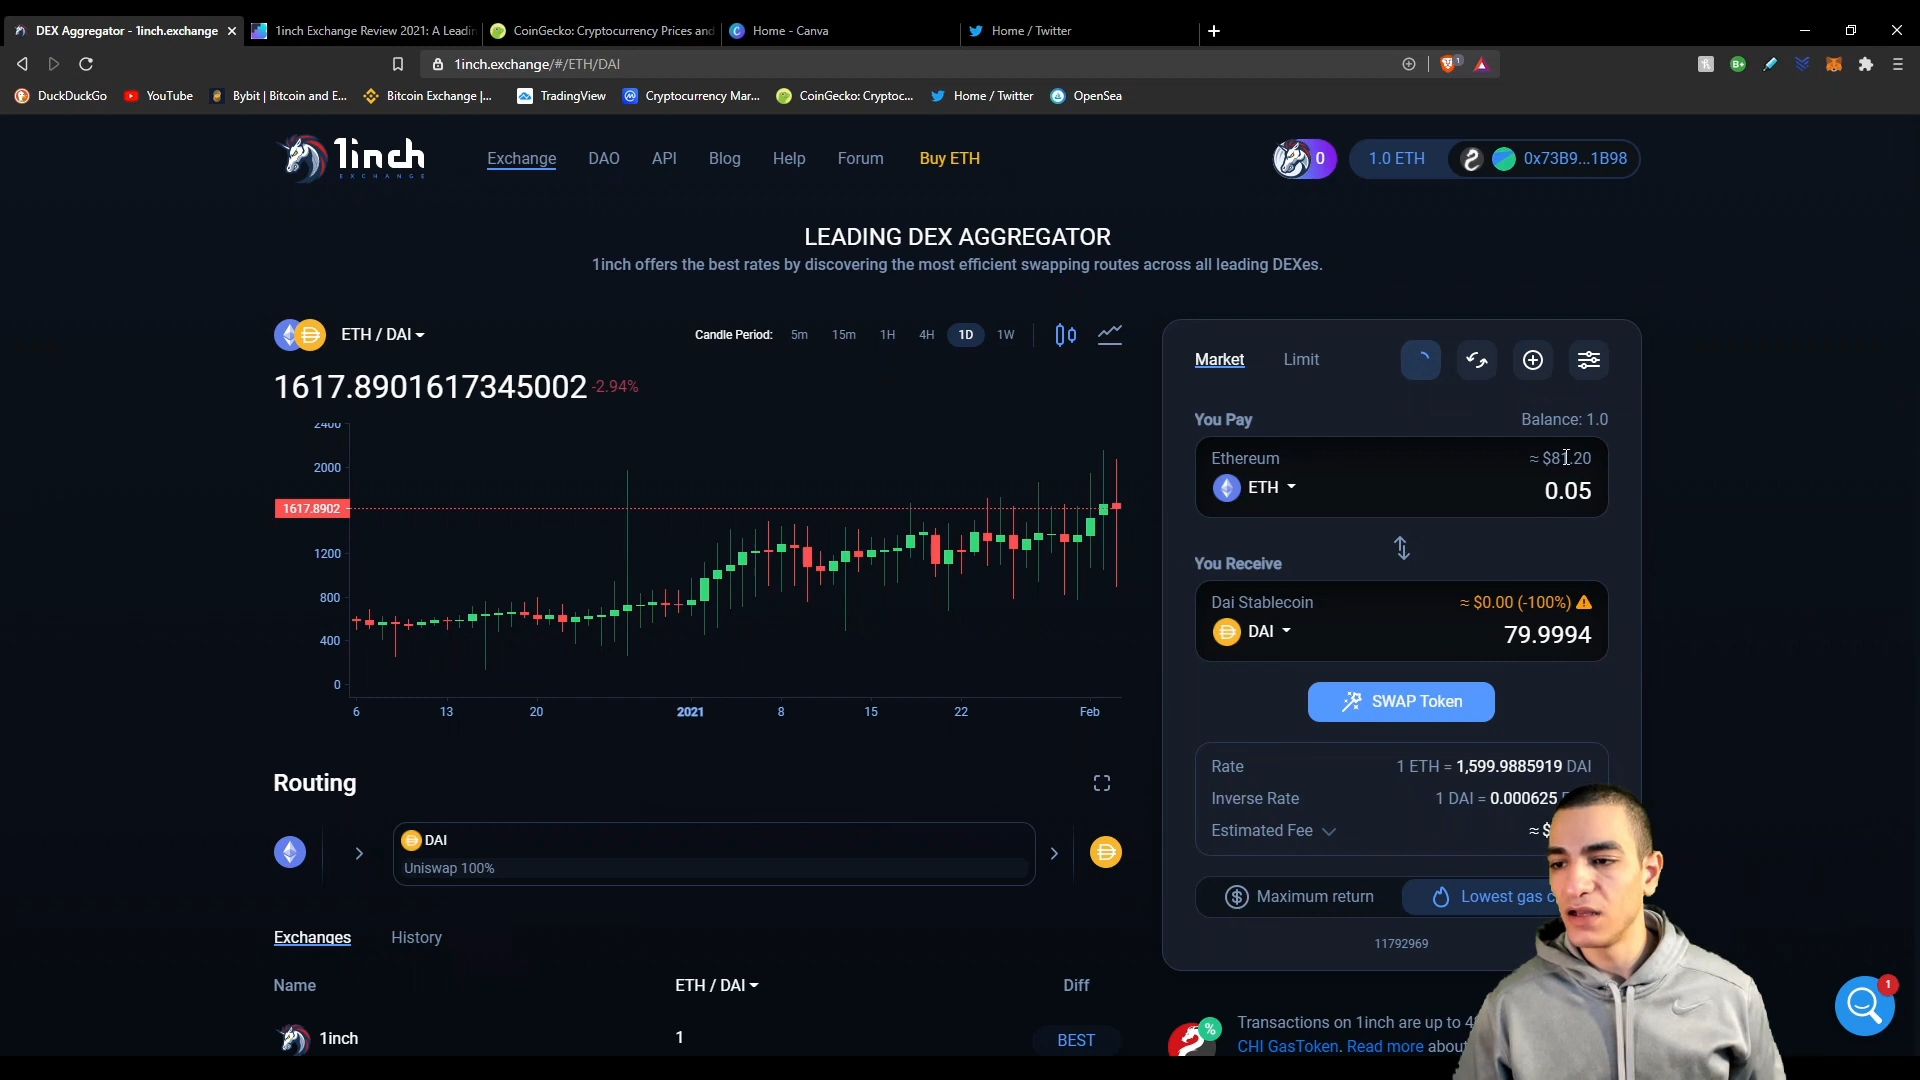 DEX Aggregator - 1inch.exchange
1inch Exchange Review 2021: A Leadin
CoinGecko: Cryptocurrency Prices and
Home - Canva
Home / Twitter
1inch.exchange/#/ETH/DAI
1
DuckDuckGo
YouTube
Bybit | Bitcoin and E...
Bitcoin Exchange |...
TradingView
Cryptocurrency Mar...
CoinGecko: Cryptoc...
Home / Twitter
OpenSea
1inch
EXCHANGE
Exchange
DAO
API
Blog
Help
Forum
Buy ETH
0
1.0 ETH
0x73B9...1B98
LEADING DEX AGGREGATOR
1inch offers the best rates by discovering the most efficient swapping routes across all leading DEXes.
ETH / DAI
Candle Period:
5m
15m
1H
4H
1D
1W
1617.8901617345002
-2.94%
2400
2000
1617.8902
1200
800
400
0
6
13
20
2021
8
15
22
Feb
Market
Limit
You Pay
Balance: 1.0
Ethereum
≈ $81.20
ETH
0.05
You Receive
Dai Stablecoin
≈ $0.00 (-100%)
DAI
79.9994
SWAP Token
Rate
1 ETH = 1,599.9885919 DAI
Inverse Rate
1 DAI = 0.000625
Estimated Fee
≈ $
Maximum return
Lowest gas c
11792969
Routing
DAI
Uniswap 100%
Exchanges
History
Name
ETH / DAI
Diff
1inch
1
BEST
%
Transactions on 1inch are up to 4
CHI GasToken. Read more about
1